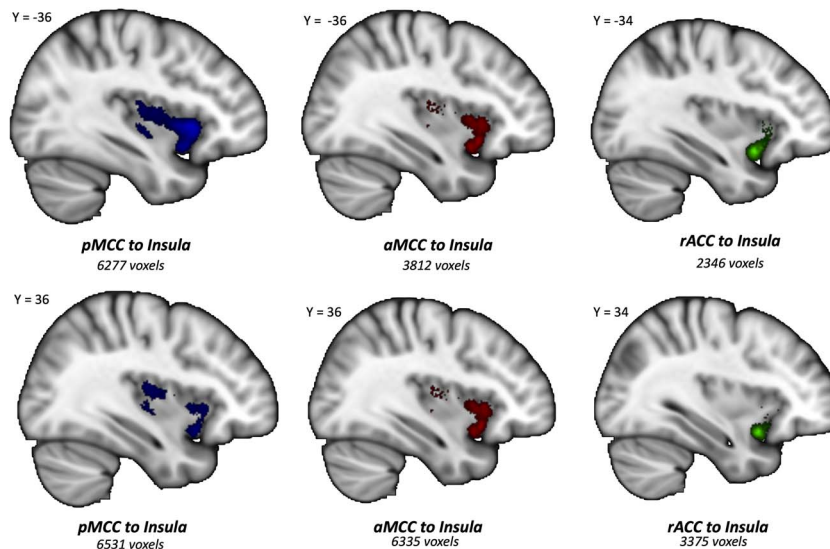 Y = -36
Y = -36
Y = -34
pMCC to Insula
6277 voxels
aMCC to Insula
3812 voxels
rACC to Insula
2346 voxels
Y = 36
Y = 36
Y = 34
pMCC to Insula
6531 voxels
aMCC to Insula
6335 voxels
rACC to Insula
3375 voxels